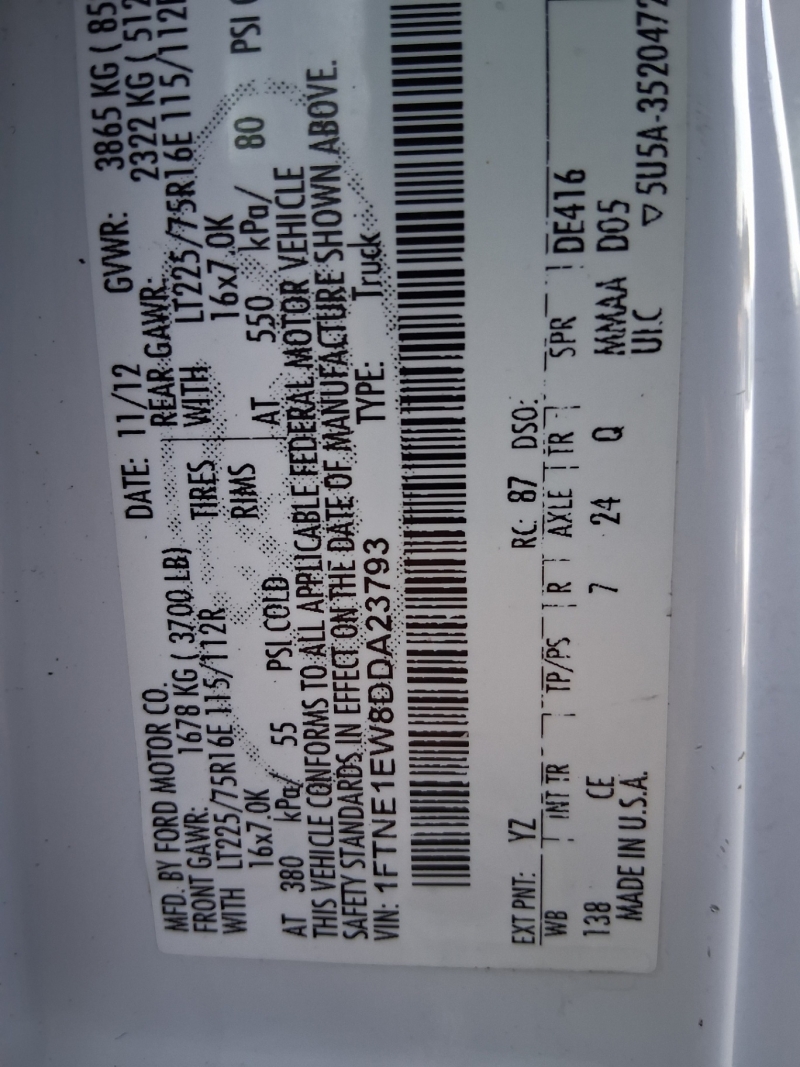 MFD. BY FORD MOTOR CO. DATE: 11/12 GVWR: 3865 KG ( 85
FRONT GAWR: 1678 KG ( 3700 LB) REAR GAWR: 2322 KG ( 512
WITH LT225/75R16E 115/112R TIRES WITH LT225/75R16E 115/112R
16x7.0K RIMS 16x7.0K
AT 380 kPa/ 55 PSI COLD AT 550 kPa/ 80 PSI C
THIS VEHICLE CONFORMS TO ALL APPLICABLE FEDERAL MOTOR VEHICLE
SAFETY STANDARDS IN EFFECT ON THE DATE OF MANUFACTURE SHOWN ABOVE.
VIN: 1FTNE1EW8DDA23793 TYPE: Truck
EXT PNT: YZ RC: 87 DSO:
WB INT TR TP/PS R AXLE TR SPR DE416
138 CE 7 24 Q MMAA D05
MADE IN U.S.A. UI.C ▽ 5U5A-3520472